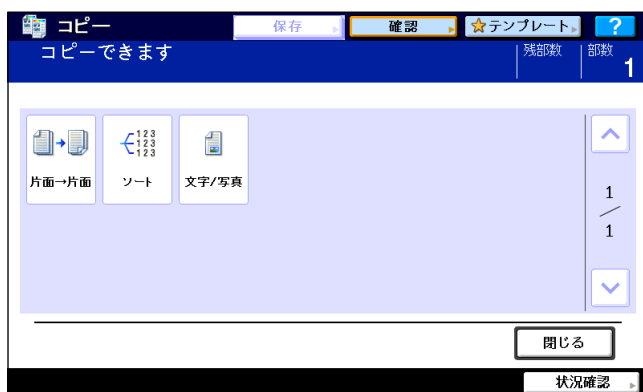 コピー 保存 確認 テンプレート ?
コピーできます 残部数 部数 1
123
123
123
片面→片面 ソート 文字/写真
1
/
1
閉じる
状況確認